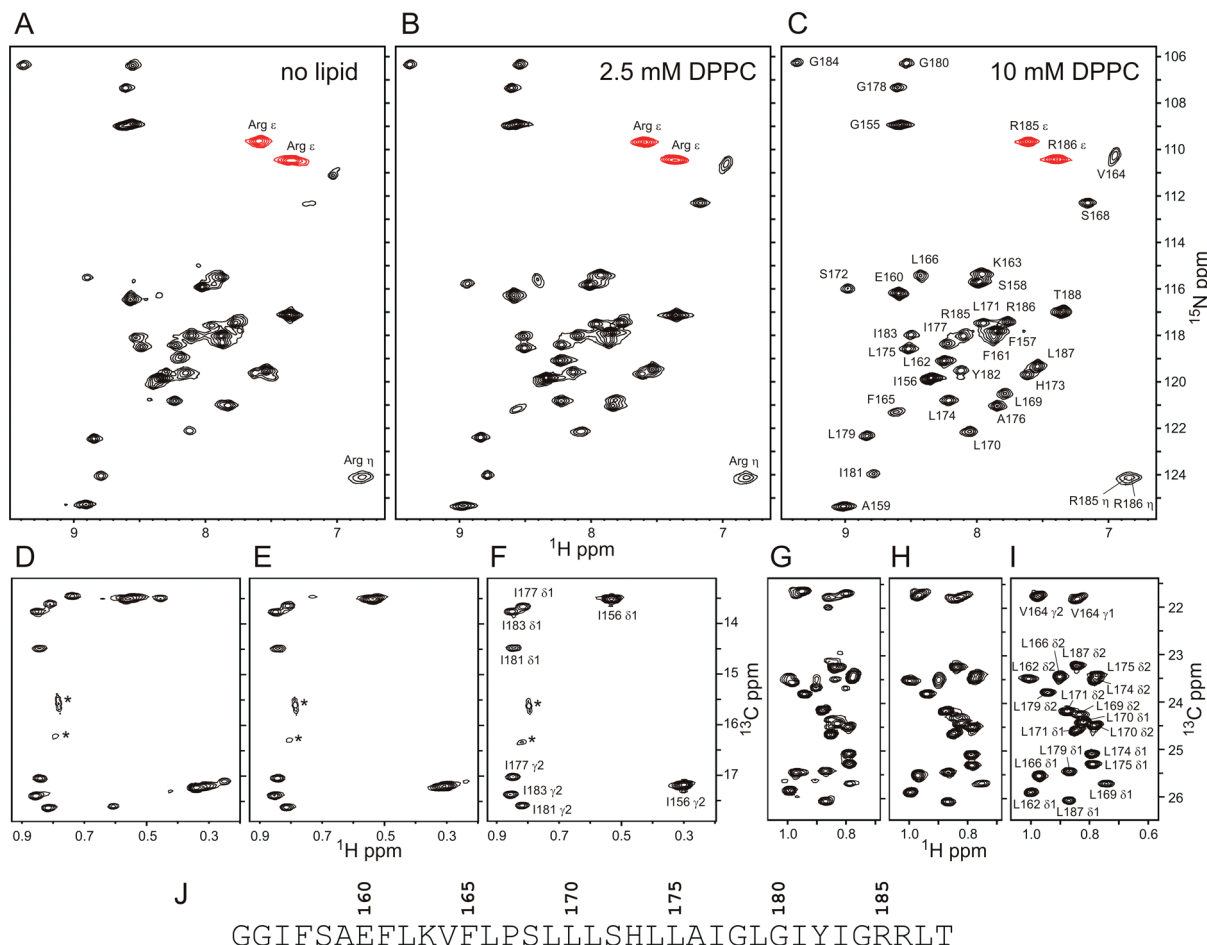 A
B
C
no lipid
2.5 mM DPPC
10 mM DPPC
Arg ε
Arg ε
Arg η
Arg ε
Arg ε
Arg η
G184
G180
G178
G155
R185 ε
R186 ε
V164
S168
L166
K163
S172
E160
S158
T188
L171
R186
R185
I177
I183
F157
L175
F161
L187
L162
Y182
H173
I156
L169
F165
L174
A176
L179
L170
I181
R185 η
R186 η
A159
106
108
110
112
114
116
118
120
122
124
15N ppm
9 8 7
9 8 7
9 8 7
1H ppm
D
E
F
G
H
I
*
*
*
*
I177 δ1
I183 δ1
I156 δ1
I181 δ1
*
*
I177 γ2
I183 γ2
I181 γ2
I156 γ2
14
15
16
17
13C ppm
V164 γ2
V164 γ1
L166 δ2
L187 δ2
L162 δ2
L175 δ2
L174 δ2
L179 δ2
L171 δ2
L169 δ2
L170 δ1
L171 δ1
L170 δ2
L179 δ1
L174 δ1
L166 δ1
L175 δ1
L169 δ1
L162 δ1
L187 δ1
22
23
24
25
26
13C ppm
0.9 0.7 0.5 0.3
0.9 0.7 0.5 0.3
0.9 0.7 0.5 0.3
1H ppm
1.0 0.8
1.0 0.8
1.0 0.8 0.6
1H ppm
J
160 165 170 175 180 185
GGIFSAEFLKVFLPSLLLSHLLAIGLGIYIGRRLT